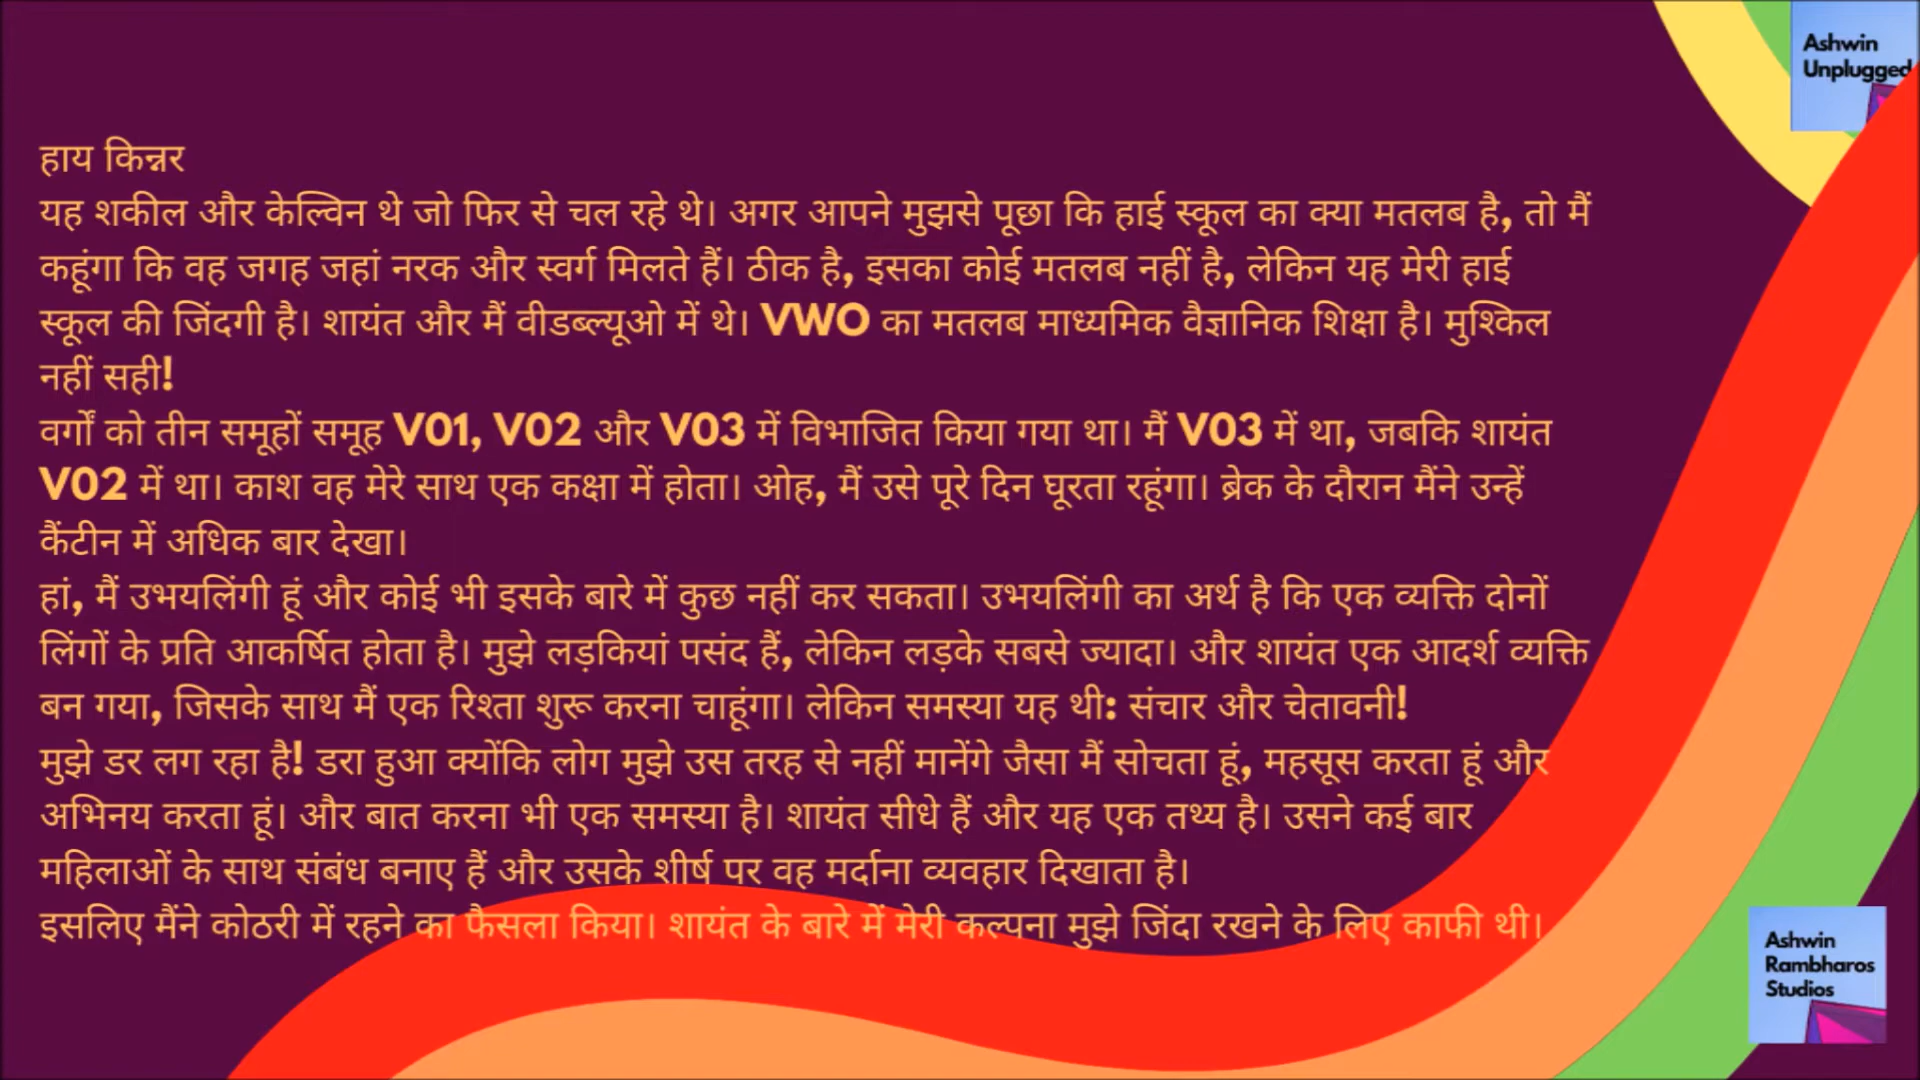 Ashwin
Unplugged
हाय किन्नर
यह शकील और केल्विन थे जो फिर से चल रहे थे। अगर आपने मुझसे पूछा कि हाई स्कूल का क्या मतलब है, तो मैं
कहूंगा कि वह जगह जहां नरक और स्वर्ग मिलते हैं। ठीक है, इसका कोई मतलब नहीं है, लेकिन यह मेरी हाई
स्कूल की जिंदगी है। शायंत और मैं वीडब्ल्यूओ में थे। VWO का मतलब माध्यमिक वैज्ञानिक शिक्षा है। मुश्किल
नहीं सही!
वर्गों को तीन समूहों समूह V01, V02 और V03 में विभाजित किया गया था। मैं V03 में था, जबकि शायंत
V02 में था। काश वह मेरे साथ एक कक्षा में होता। ओह, मैं उसे पूरे दिन घूरता रहूंगा। ब्रेक के दौरान मैंने उन्हें
कैंटीन में अधिक बार देखा।
हां, मैं उभयलिंगी हूं और कोई भी इसके बारे में कुछ नहीं कर सकता। उभयलिंगी का अर्थ है कि एक व्यक्ति दोनों
लिंगों के प्रति आकर्षित होता है। मुझे लड़कियां पसंद हैं, लेकिन लड़के सबसे ज्यादा। और शायंत एक आदर्श व्यक्ति
बन गया, जिसके साथ मैं एक रिश्ता शुरू करना चाहूंगा। लेकिन समस्या यह थी: संचार और चेतावनी!
मुझे डर लग रहा है! डरा हुआ क्योंकि लोग मुझे उस तरह से नहीं मानेंगे जैसा मैं सोचता हूं, महसूस करता हूं और
अभिनय करता हूं। और बात करना भी एक समस्या है। शायंत सीधे हैं और यह एक तथ्य है। उसने कई बार
महिलाओं के साथ संबंध बनाए हैं और उसके शीर्ष पर वह मर्दाना व्यवहार दिखाता है।
इसलिए मैंने कोठरी में रहने का फैसला किया। शायंत के बारे में मेरी कल्पना मुझे जिंदा रखने के लिए काफी थी।
Ashwin
Rambharos
Studios